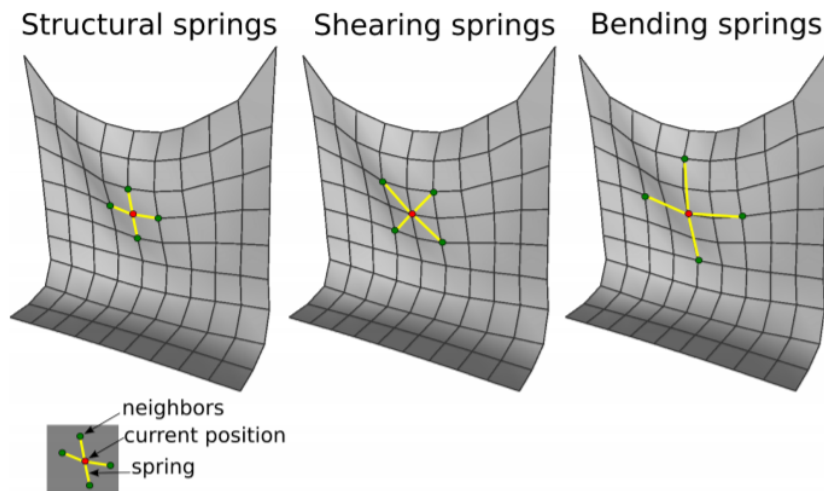 Structural springs
Shearing springs
Bending springs
neighbors
current position
spring